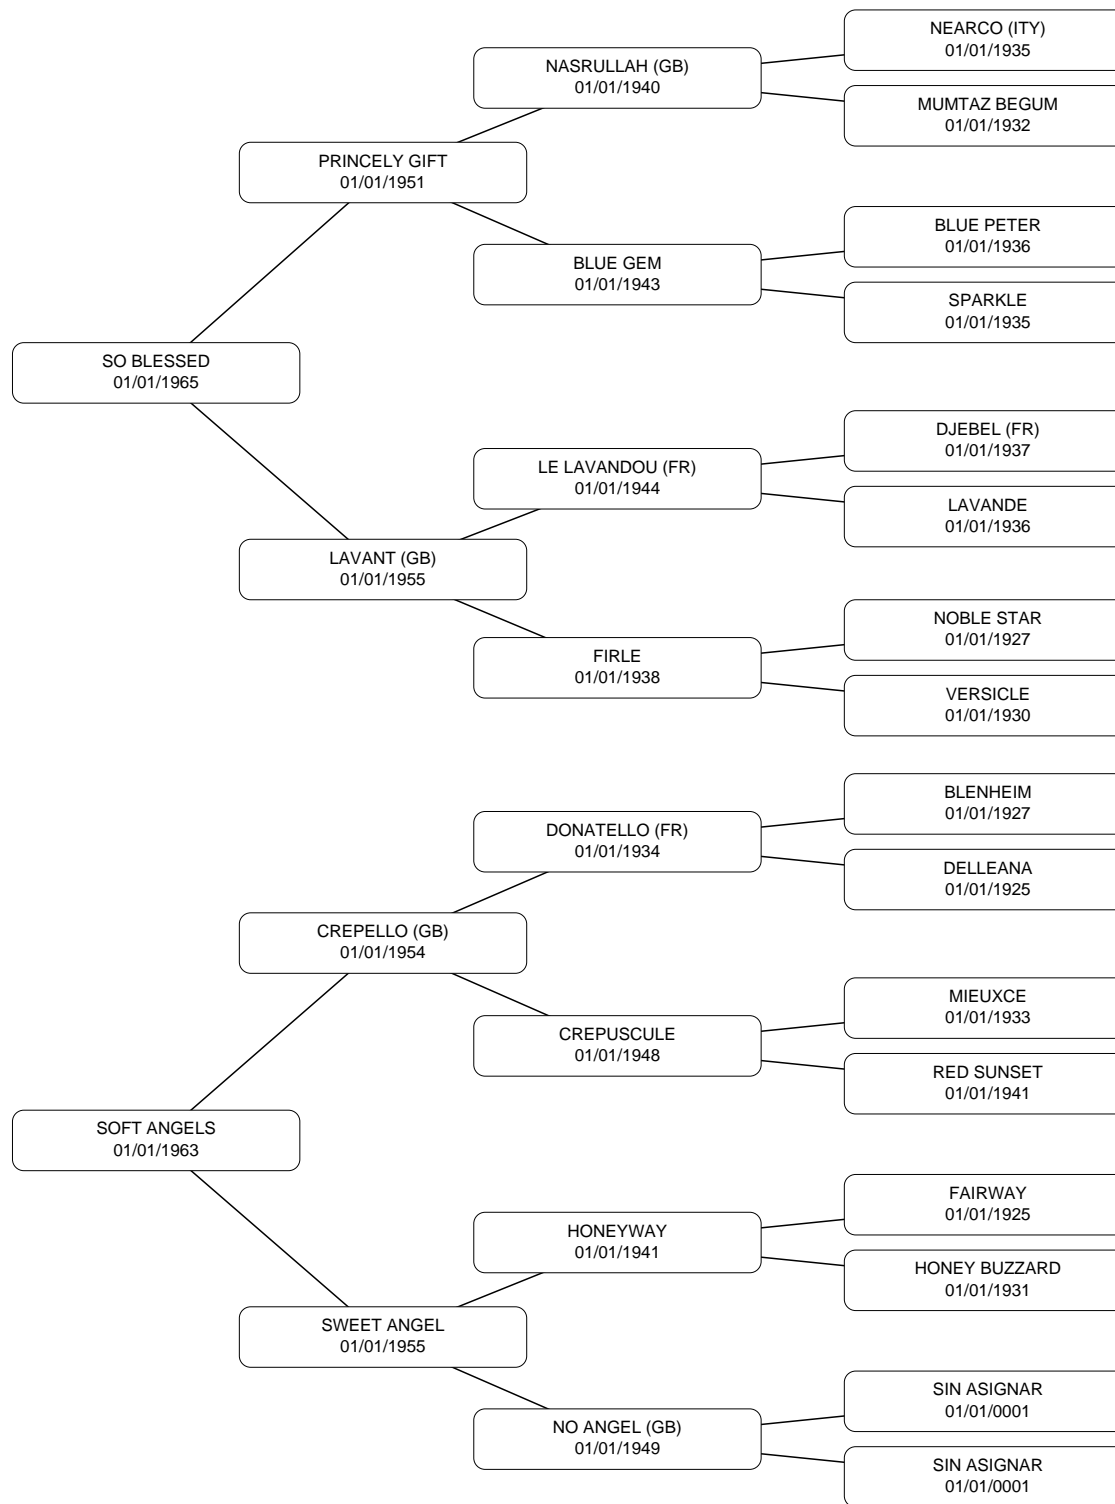 NEARCO (ITY)
01/01/1935
NASRULLAH (GB)
01/01/1940
MUMTAZ BEGUM
01/01/1932
PRINCELY GIFT
01/01/1951
BLUE PETER
01/01/1936
BLUE GEM
01/01/1943
SPARKLE
01/01/1935
SO BLESSED
01/01/1965
DJEBEL (FR)
01/01/1937
LE LAVANDOU (FR)
01/01/1944
LAVANDE
01/01/1936
LAVANT (GB)
01/01/1955
NOBLE STAR
01/01/1927
FIRLE
01/01/1938
VERSICLE
01/01/1930
BLENHEIM
01/01/1927
DONATELLO (FR)
01/01/1934
DELLEANA
01/01/1925
CREPELLO (GB)
01/01/1954
MIEUXCE
01/01/1933
CREPUSCULE
01/01/1948
RED SUNSET
01/01/1941
SOFT ANGELS
01/01/1963
FAIRWAY
01/01/1925
HONEYWAY
01/01/1941
HONEY BUZZARD
01/01/1931
SWEET ANGEL
01/01/1955
SIN ASIGNAR
01/01/0001
NO ANGEL (GB)
01/01/1949
SIN ASIGNAR
01/01/0001